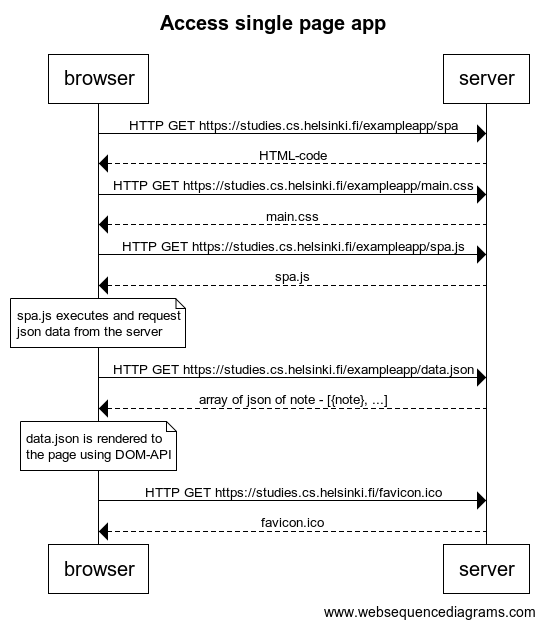 Access single page app
browser
server
HTTP GET https://studies.cs.helsinki.fi/exampleapp/spa
HTML-code
HTTP GET https://studies.cs.helsinki.fi/exampleapp/main.css
main.css
HTTP GET https://studies.cs.helsinki.fi/exampleapp/spa.js
spa.js
spa.js executes and request
json data from the server
HTTP GET https://studies.cs.helsinki.fi/exampleapp/data.json
array of json of note - [{note}, ...]
data.json is rendered to
the page using DOM-API
HTTP GET https://studies.cs.helsinki.fi/favicon.ico
favicon.ico
browser
server
www.websequencediagrams.com